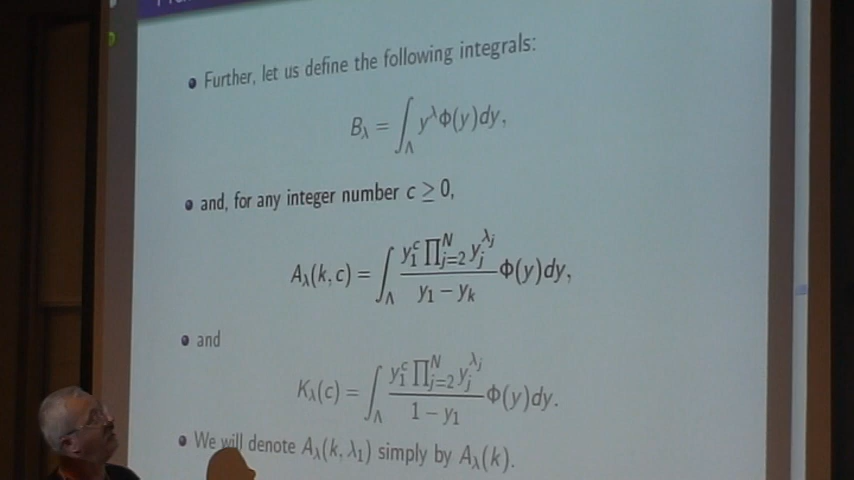 Further, let us define the following integrals:
B_λ = ∫_Λ y^λ Φ(y)dy,
and, for any integer number c ≥ 0,
A_λ(k, c) = ∫_Λ \frac{y_1^c ∏_{j=2}^N y_j^{λ_j}}{y_1 − y_k} Φ(y)dy,
and
K_λ(c) = ∫_Λ \frac{y_1^c ∏_{j=2}^N y_j^{λ_j}}{1 − y_1} Φ(y)dy.
We will denote A_λ(k, λ_1) simply by A_λ(k).